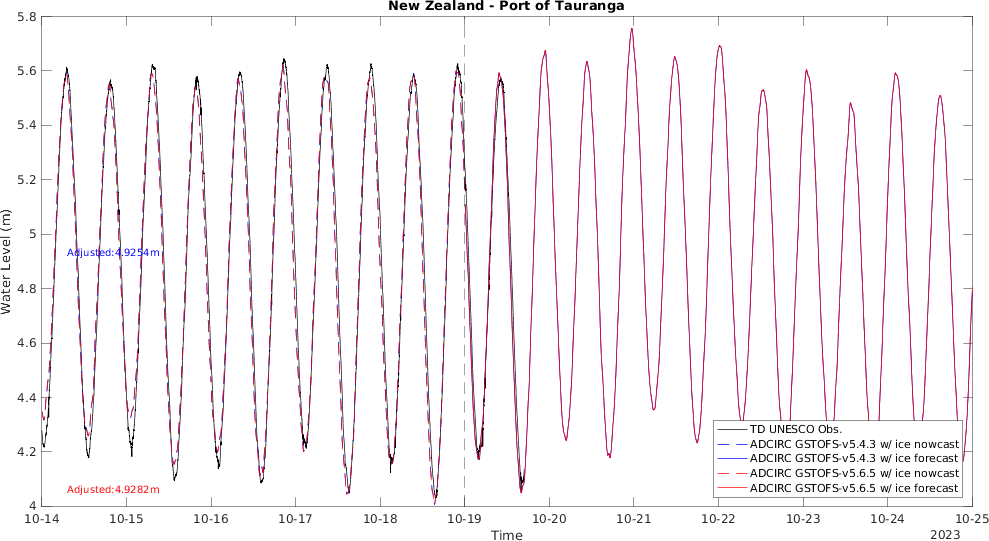 New Zealand - Port of Tauranga
5.8
5.6
5.4
5.2
5
4.8
4.6
4.4
4.2
4
Water Level (m)
Adjusted:4.9254m
Adjusted:4.9282m
TD UNESCO Obs.
ADCIRC GSTOFS-v5.4.3 w/ ice nowcast
ADCIRC GSTOFS-v5.4.3 w/ ice forecast
ADCIRC GSTOFS-v5.6.5 w/ ice nowcast
ADCIRC GSTOFS-v5.6.5 w/ ice forecast
10-14 10-15 10-16 10-17 10-18 10-19 10-20 10-21 10-22 10-23 10-24 10-25
Time
2023